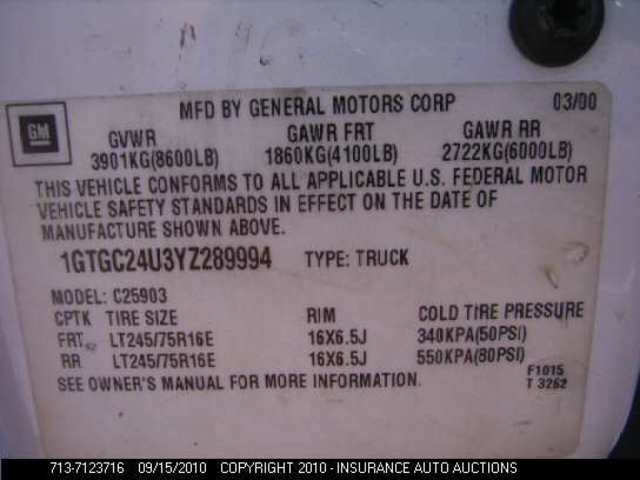 MFD BY GENERAL MOTORS CORP 03/00
GM
GVWR GAWR FRT GAWR RR
3901KG(8600LB) 1860KG(4100LB) 2722KG(6000LB)
THIS VEHICLE CONFORMS TO ALL APPLICABLE U.S. FEDERAL MOTOR
VEHICLE SAFETY STANDARDS IN EFFECT ON THE DATE OF
MANUFACTURE SHOWN ABOVE.
1GTGC24U3YZ289994 TYPE: TRUCK
MODEL: C25903
CPTK TIRE SIZE RIM COLD TIRE PRESSURE
FRT LT245/75R16E 16X6.5J 340KPA(50PSI)
RR LT245/75R16E 16X6.5J 550KPA(80PSI)
SEE OWNER'S MANUAL FOR MORE INFORMATION.
F1015
T 3262
713-7123716 09/15/2010 COPYRIGHT 2010 - INSURANCE AUTO AUCTIONS